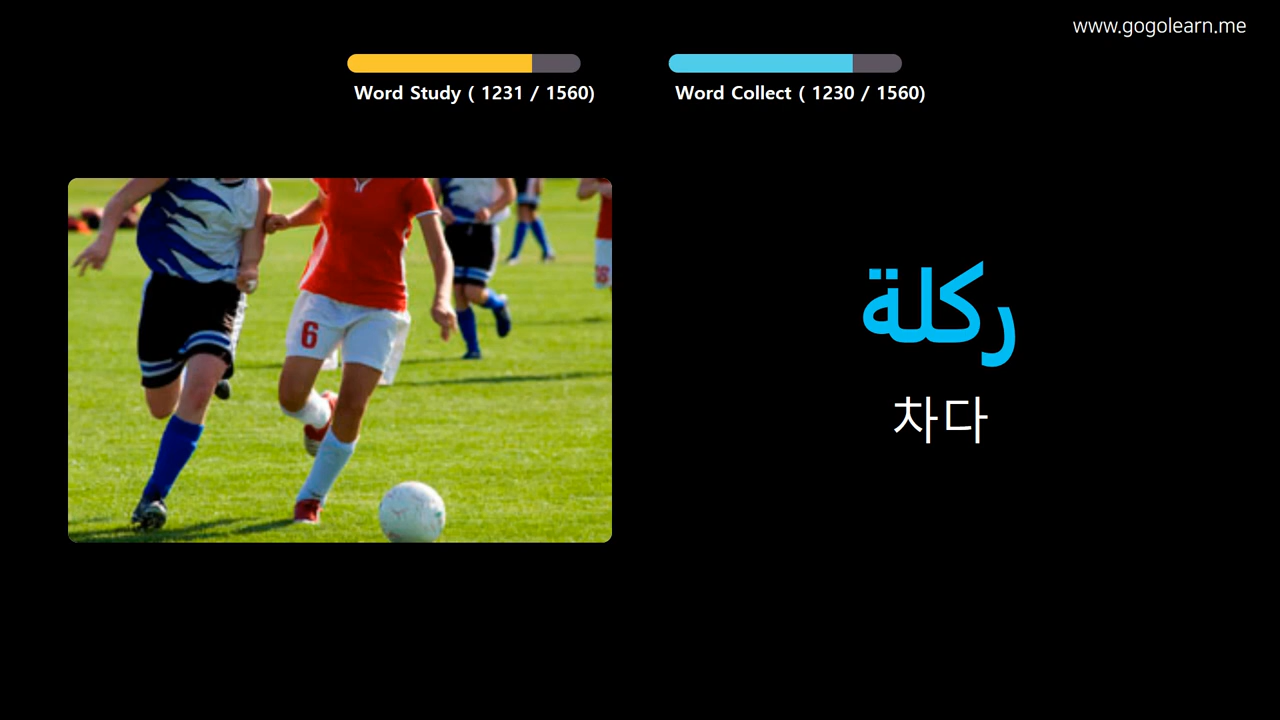 www.gogolearn.me
Word Study ( 1231 / 1560)
Word Collect ( 1230 / 1560)
6
ركلة
차다